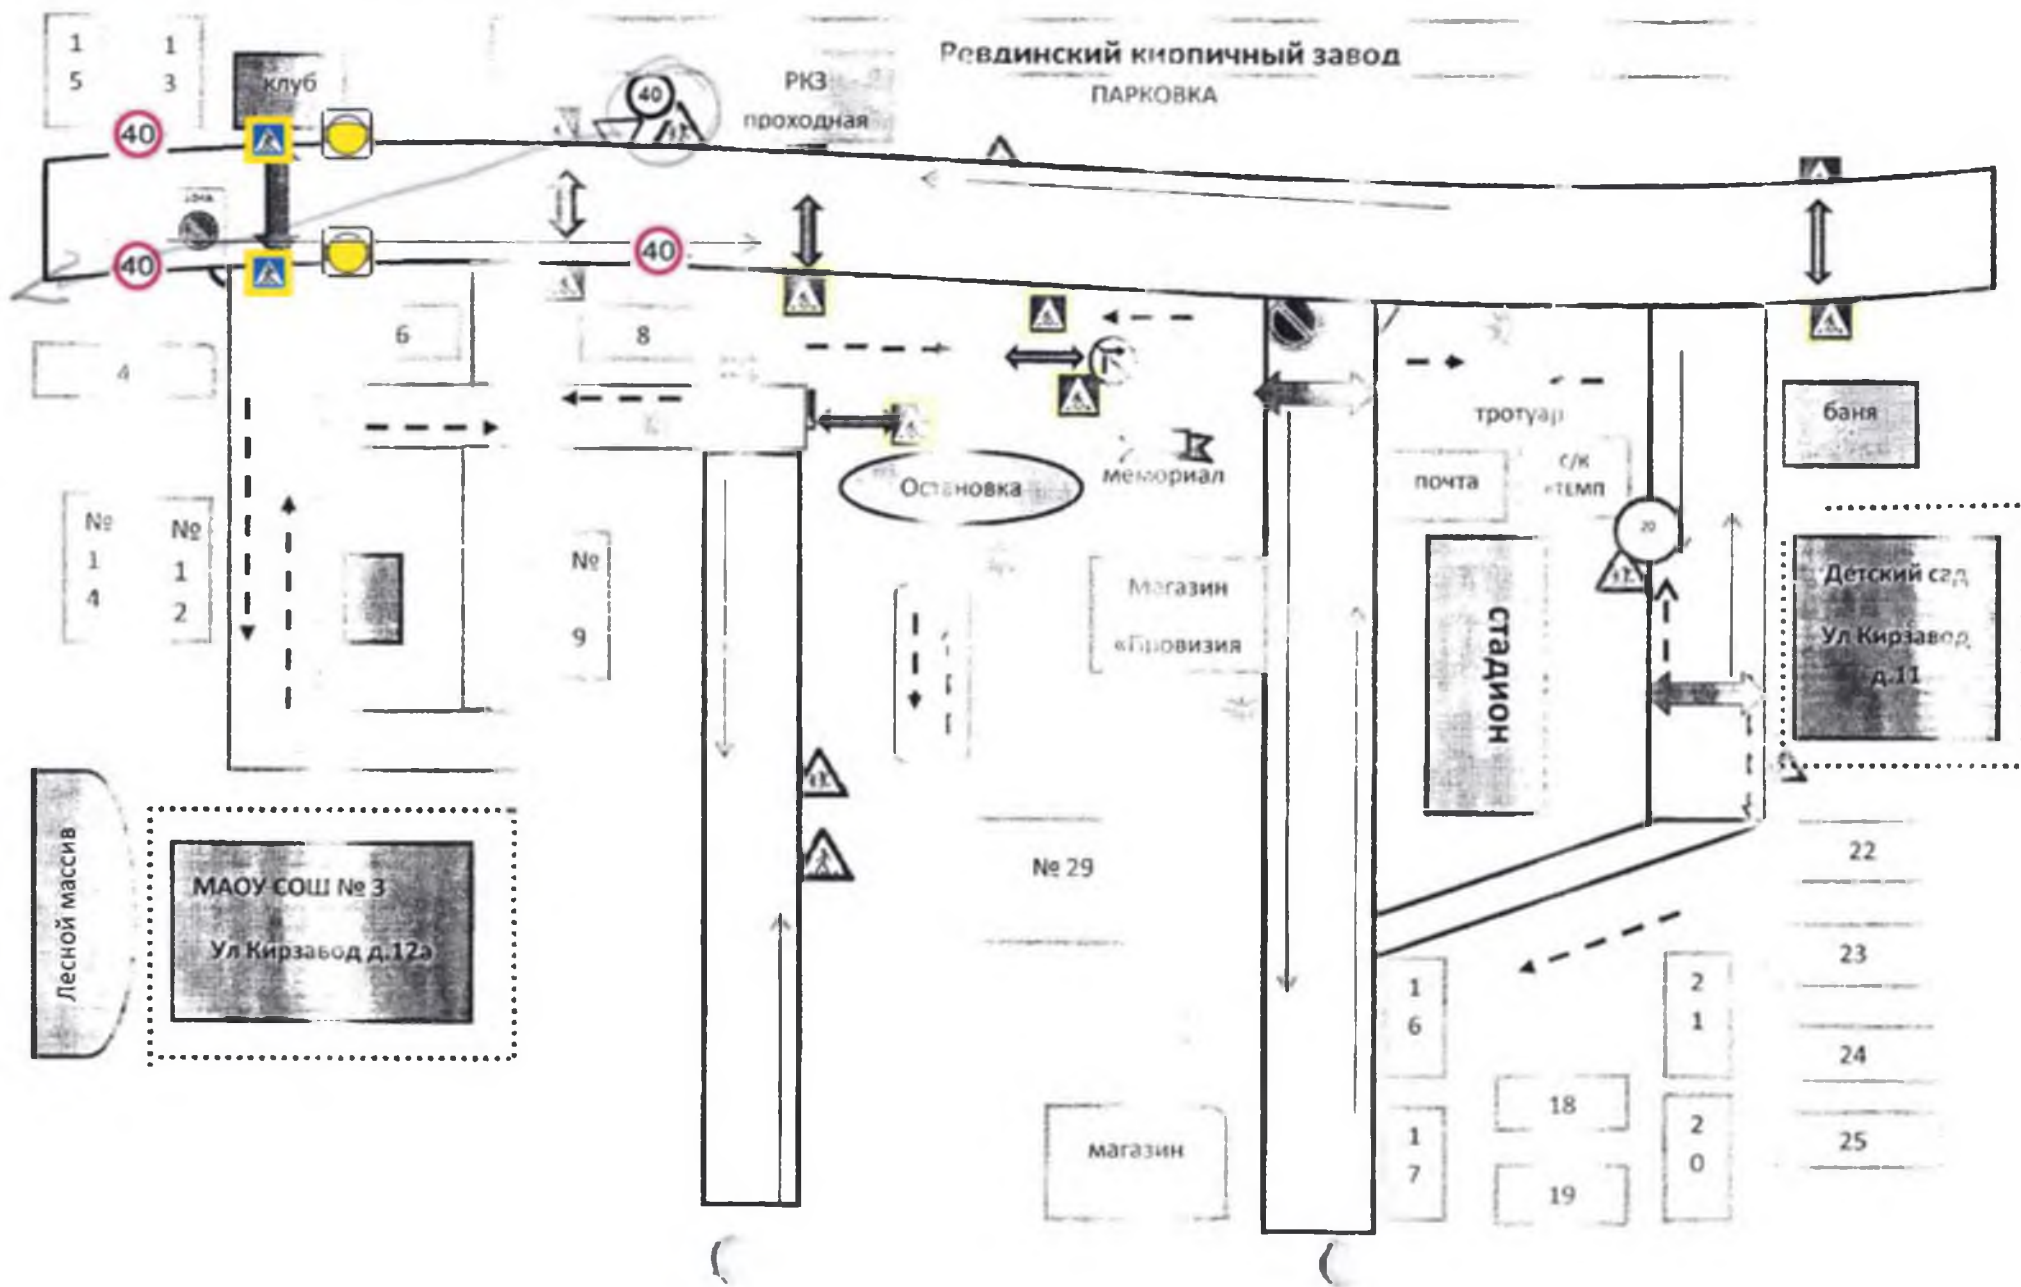 1 1
5 3
клуб
Ревдинский кирпичный завод
ПАРКОВКА
РКЗ
проходная
40
40
40
40
4
6
8
Остановка
мемориал
тротуар
почта
с/к
«ТЕМП
баня
№
1
4
№
1
2
№
9
Магазин
«Провизия
стадион
20
Детский сад
Ул Кирзавод
д.11
Лесной массив
МАОУ СОШ № 3
Ул Кирзавод д.12а
№ 29
22
23
24
25
1
6
2
1
1
7
18
19
2
0
магазин